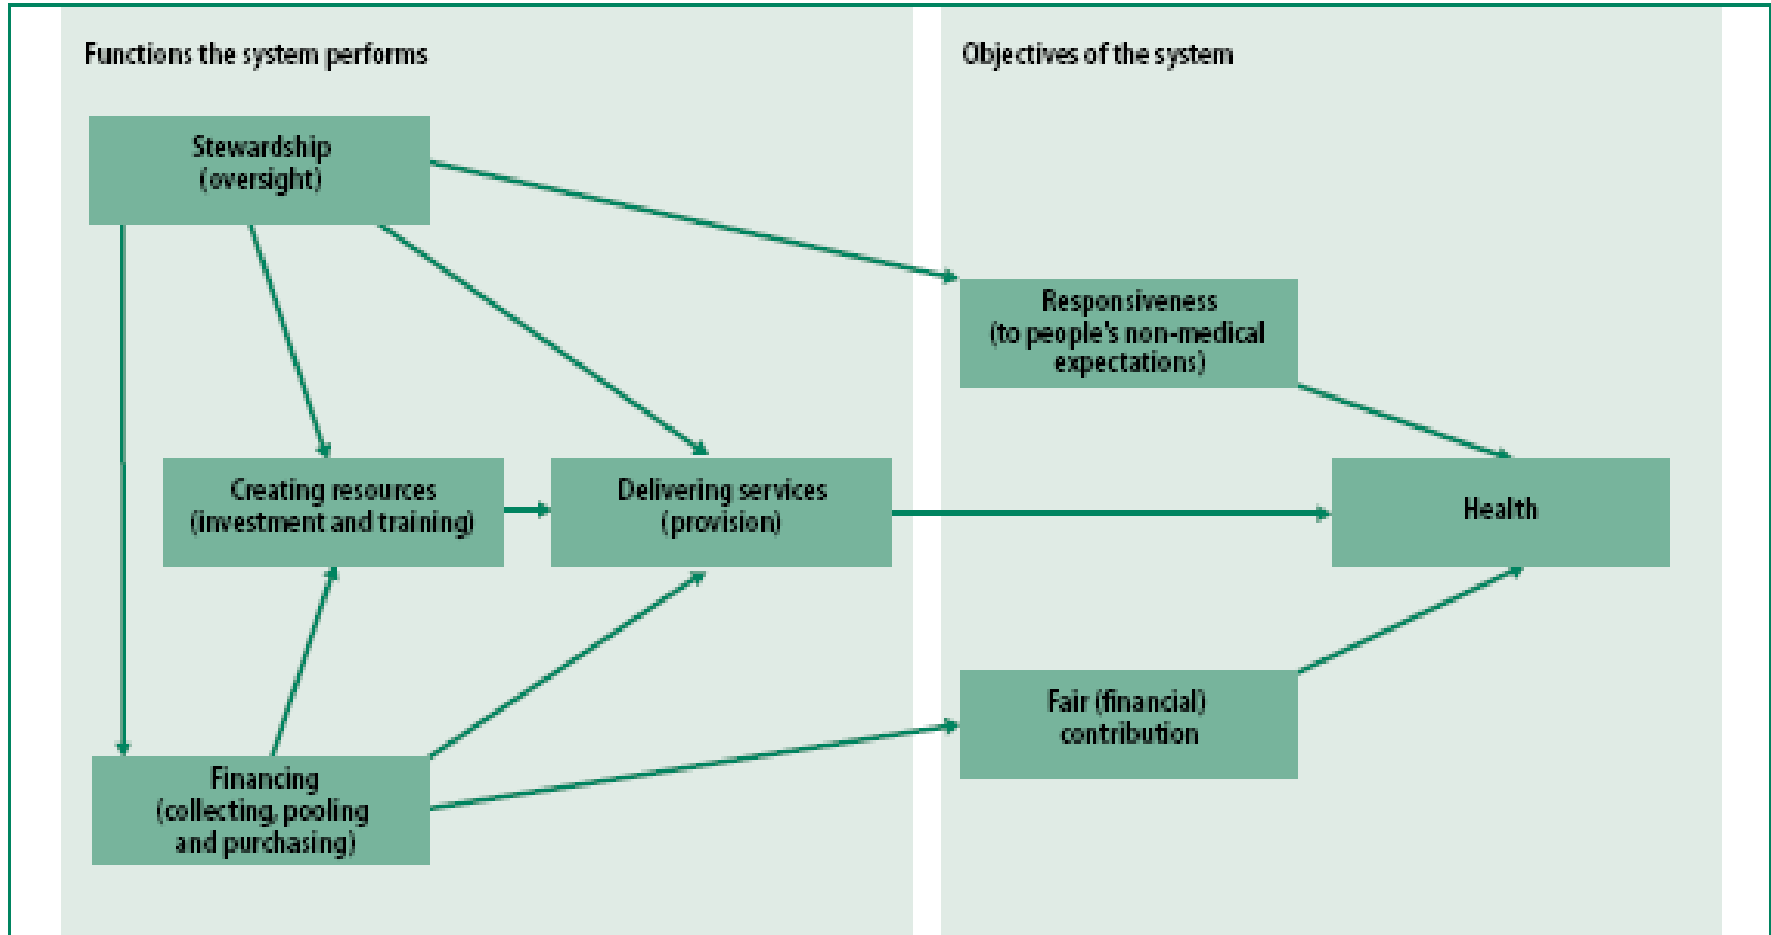 Functions the system performs
Objectives of the system
Stewardship
(oversight)
Responsiveness
(to people's non-medical
expectations)
Creating resources
(investment and training)
Delivering services
(provision)
Health
Fair (financial)
contribution
Financing
(collecting, pooling
and purchasing)